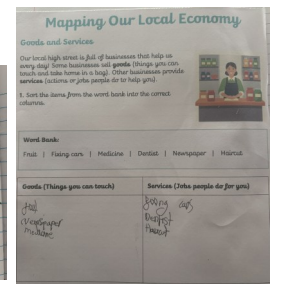 Mapping Our Local Economy
Goods and Services
Our local high street is full of businesses that help us
every day! Some businesses sell goods (things you can
touch and take home in a bag). Other businesses provide
services (actions or jobs people do to help you).
1. Sort the items from the word bank into the correct
columns.
Word Bank:
Fruit | Fixing cars | Medicine | Dentist | Newspaper | Haircut
Goods (Things you can touch)
Newspaper
Medicine
Services (Jobs people do for you)
cars